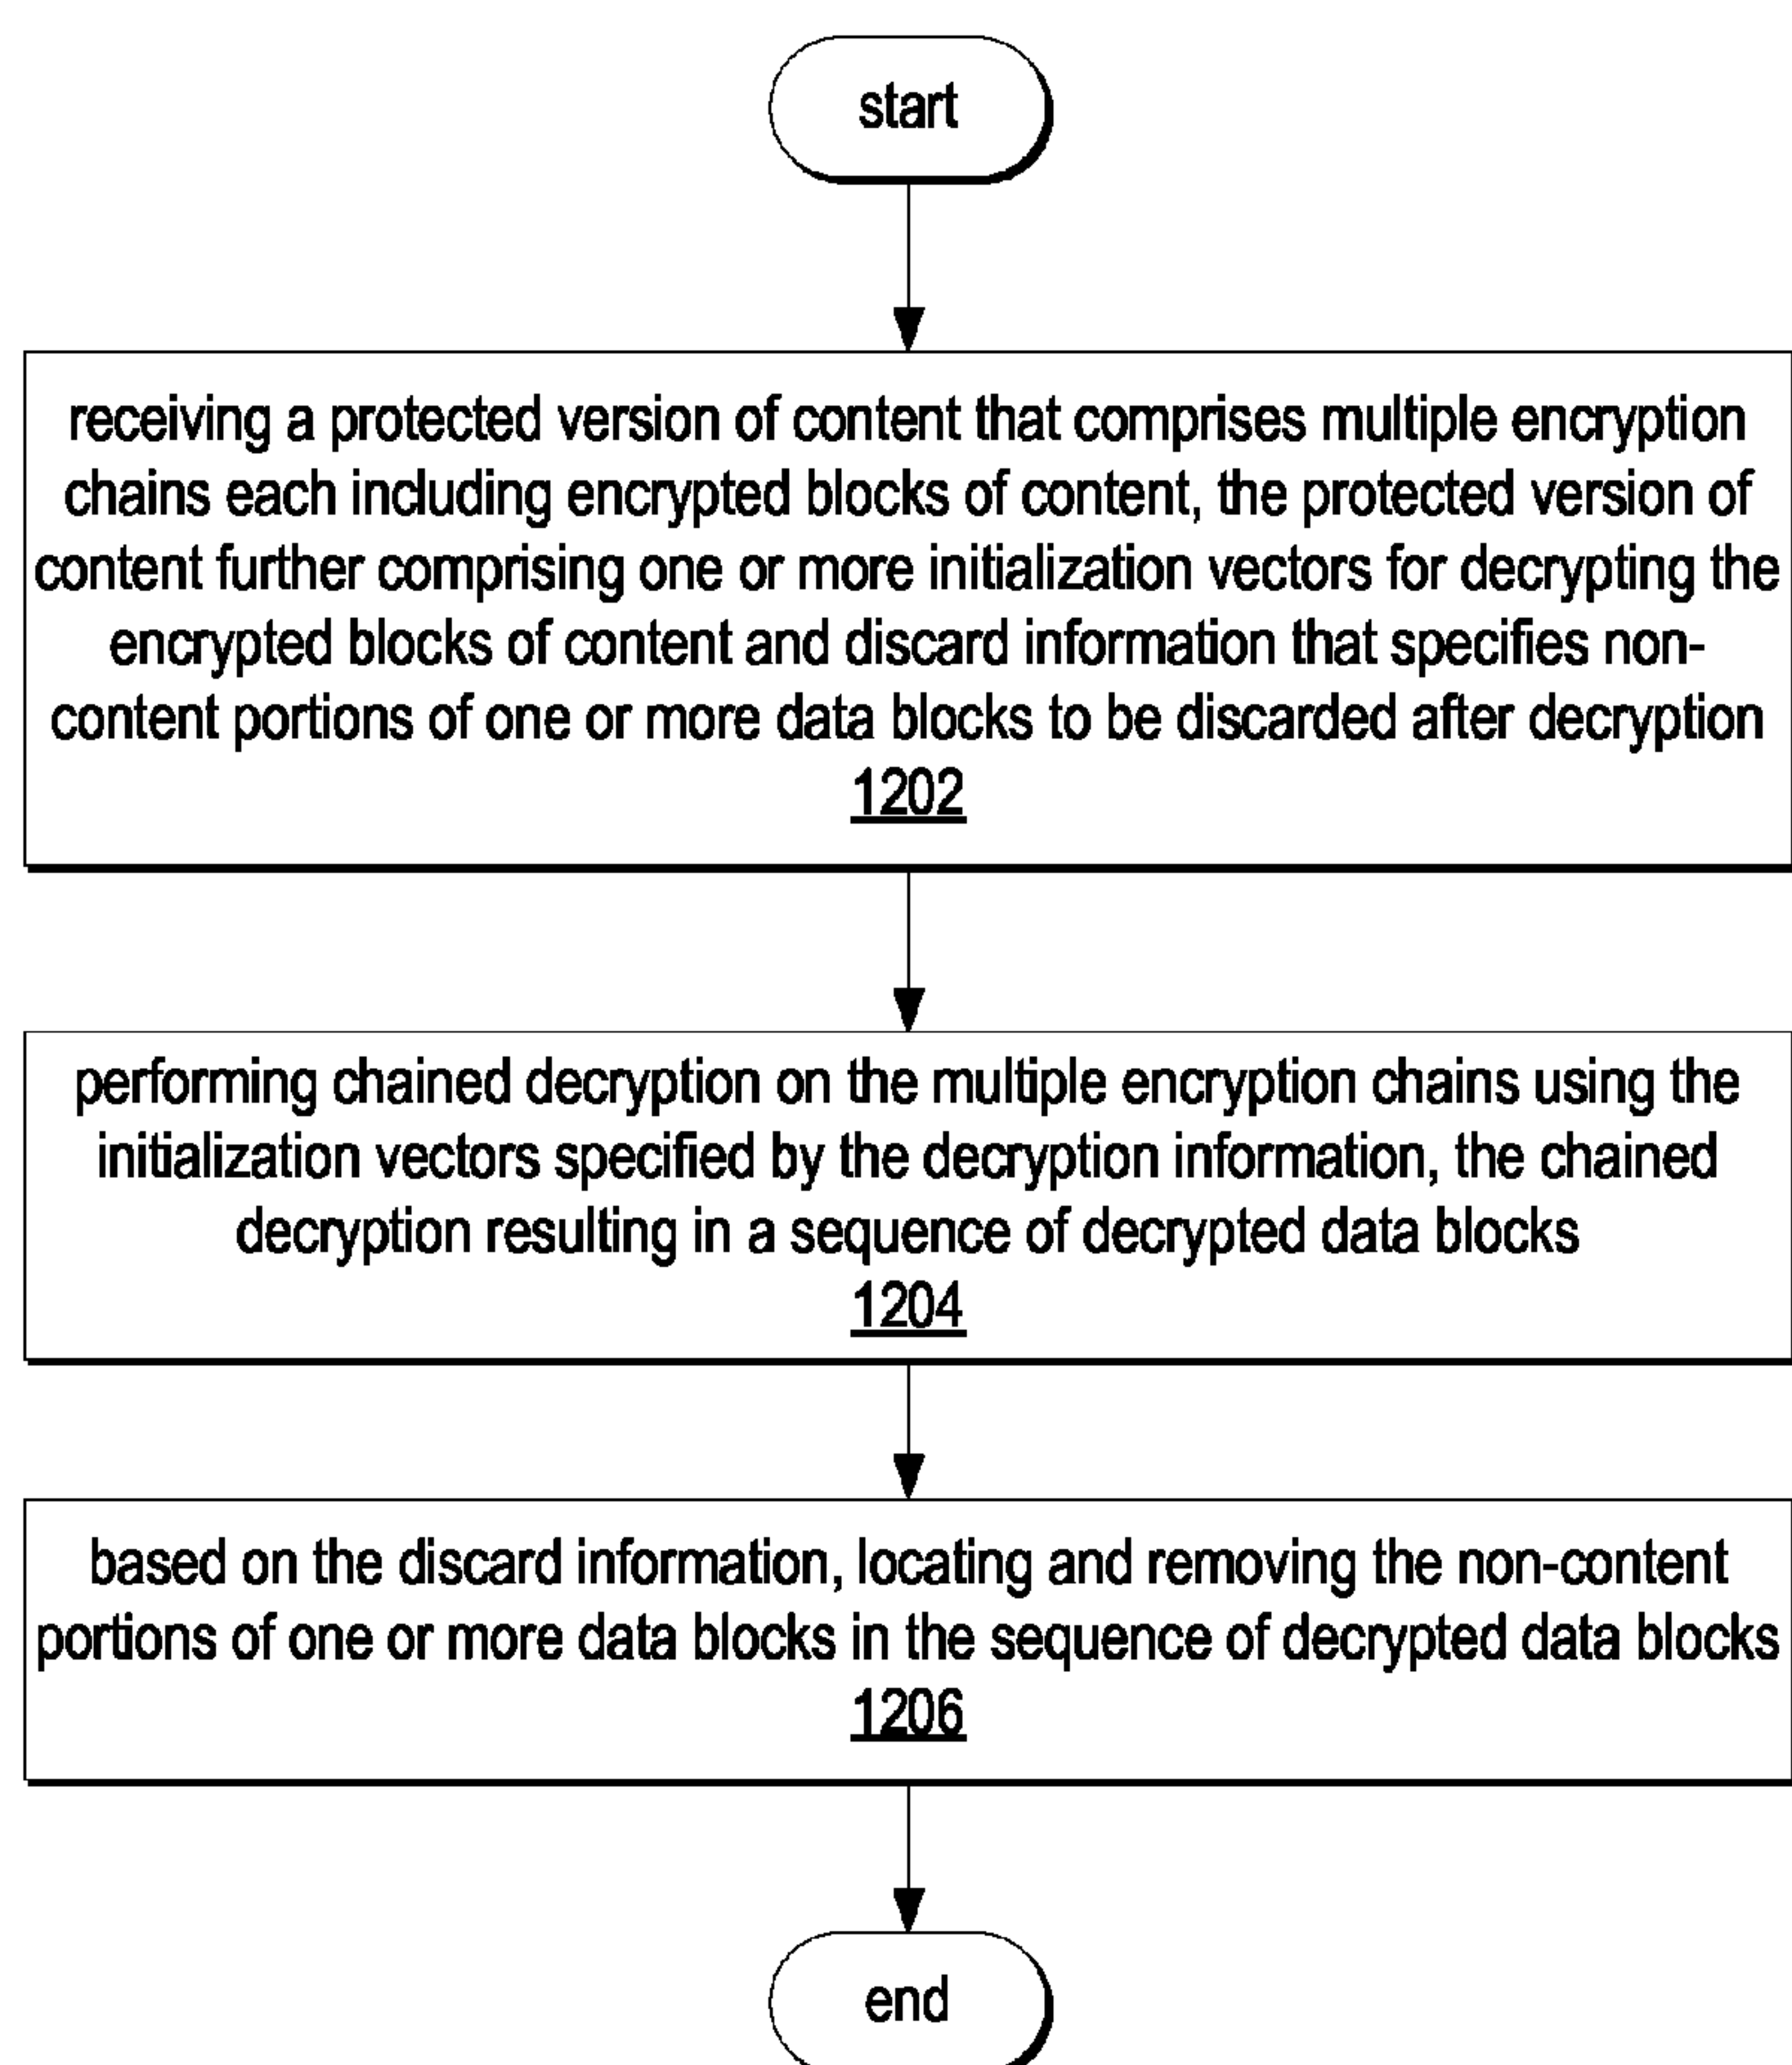 start
receiving a protected version of content that comprises multiple encryption
chains each including encrypted blocks of content, the protected version of
content further comprising one or more initialization vectors for decrypting the
encrypted blocks of content and discard information that specifies non-
content portions of one or more data blocks to be discarded after decryption
1202
performing chained decryption on the multiple encryption chains using the
initialization vectors specified by the decryption information, the chained
decryption resulting in a sequence of decrypted data blocks
1204
based on the discard information, locating and removing the non-content
portions of one or more data blocks in the sequence of decrypted data blocks
1206
end